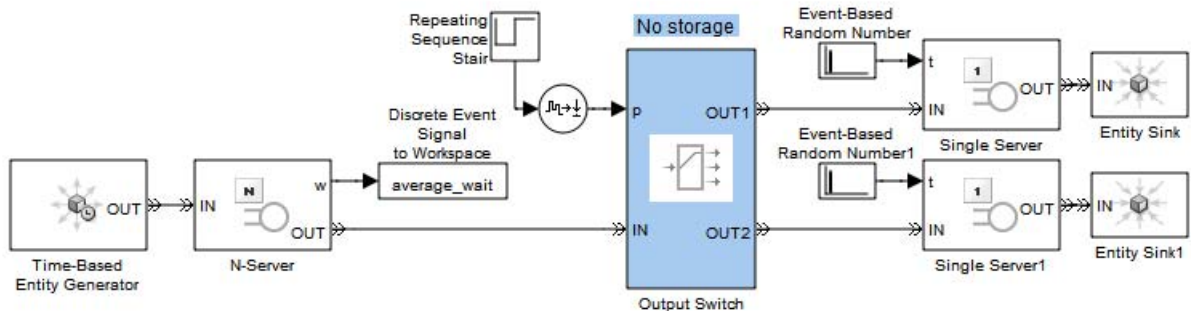 Repeating
Sequence
Stair
No storage
Event-Based
Random Number
t
1
OUT
IN
IN
Single Server
Entity Sink
p
OUT1
Discrete Event
Signal
to Workspace
average_wait
Event-Based
Random Number1
t
1
OUT
IN
IN
Single Server1
Entity Sink1
OUT
Time-Based
Entity Generator
IN
N
w
OUT
N-Server
IN
OUT2
Output Switch